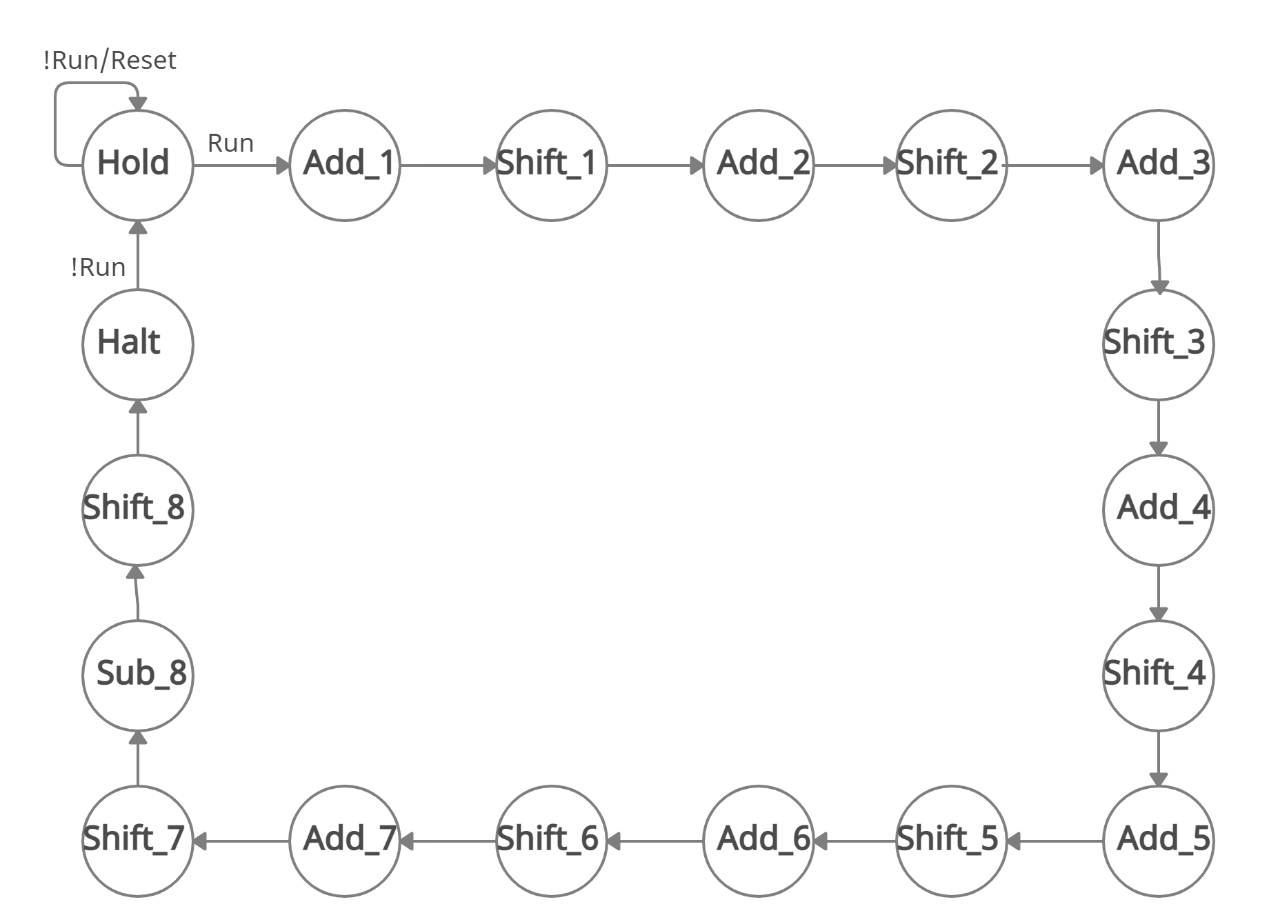 !Run/Reset
Run
Hold
Add_1
Shift_1
Add_2
Shift_2
Add_3
!Run
Halt
Shift_3
Shift_8
Add_4
Sub_8
Shift_4
Shift_7
Add_7
Shift_6
Add_6
Shift_5
Add_5